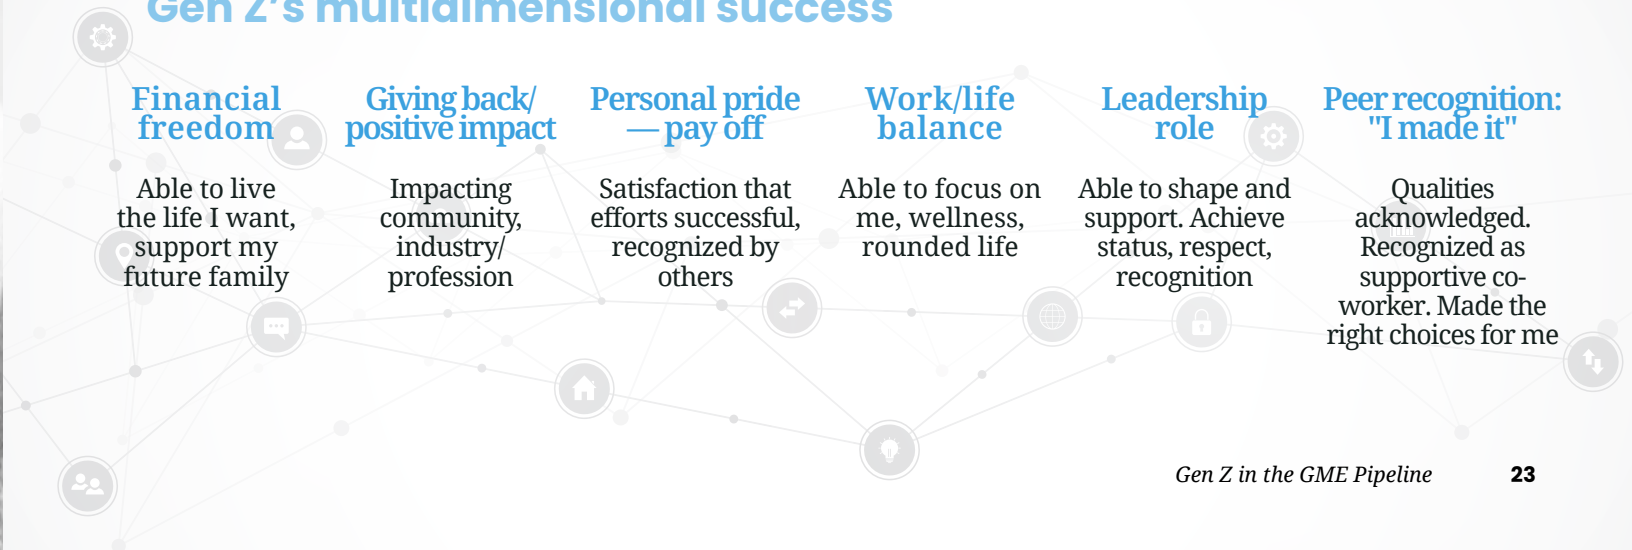 Gen Z's multidimensional success
Financial
freedom
Able to live
the life I want,
support my
future family
Giving back/
positive impact
Impacting
community,
industry/
profession
Personal pride
— pay off
Satisfaction that
efforts successful,
recognized by
others
Work/life
balance
Able to focus on
me, wellness,
rounded life
Leadership
role
Able to shape and
support. Achieve
status, respect,
recognition
Peer recognition:
"I made it"
Qualities
acknowledged.
Recognized as
supportive co-
worker. Made the
right choices for me
Gen Z in the GME Pipeline 23